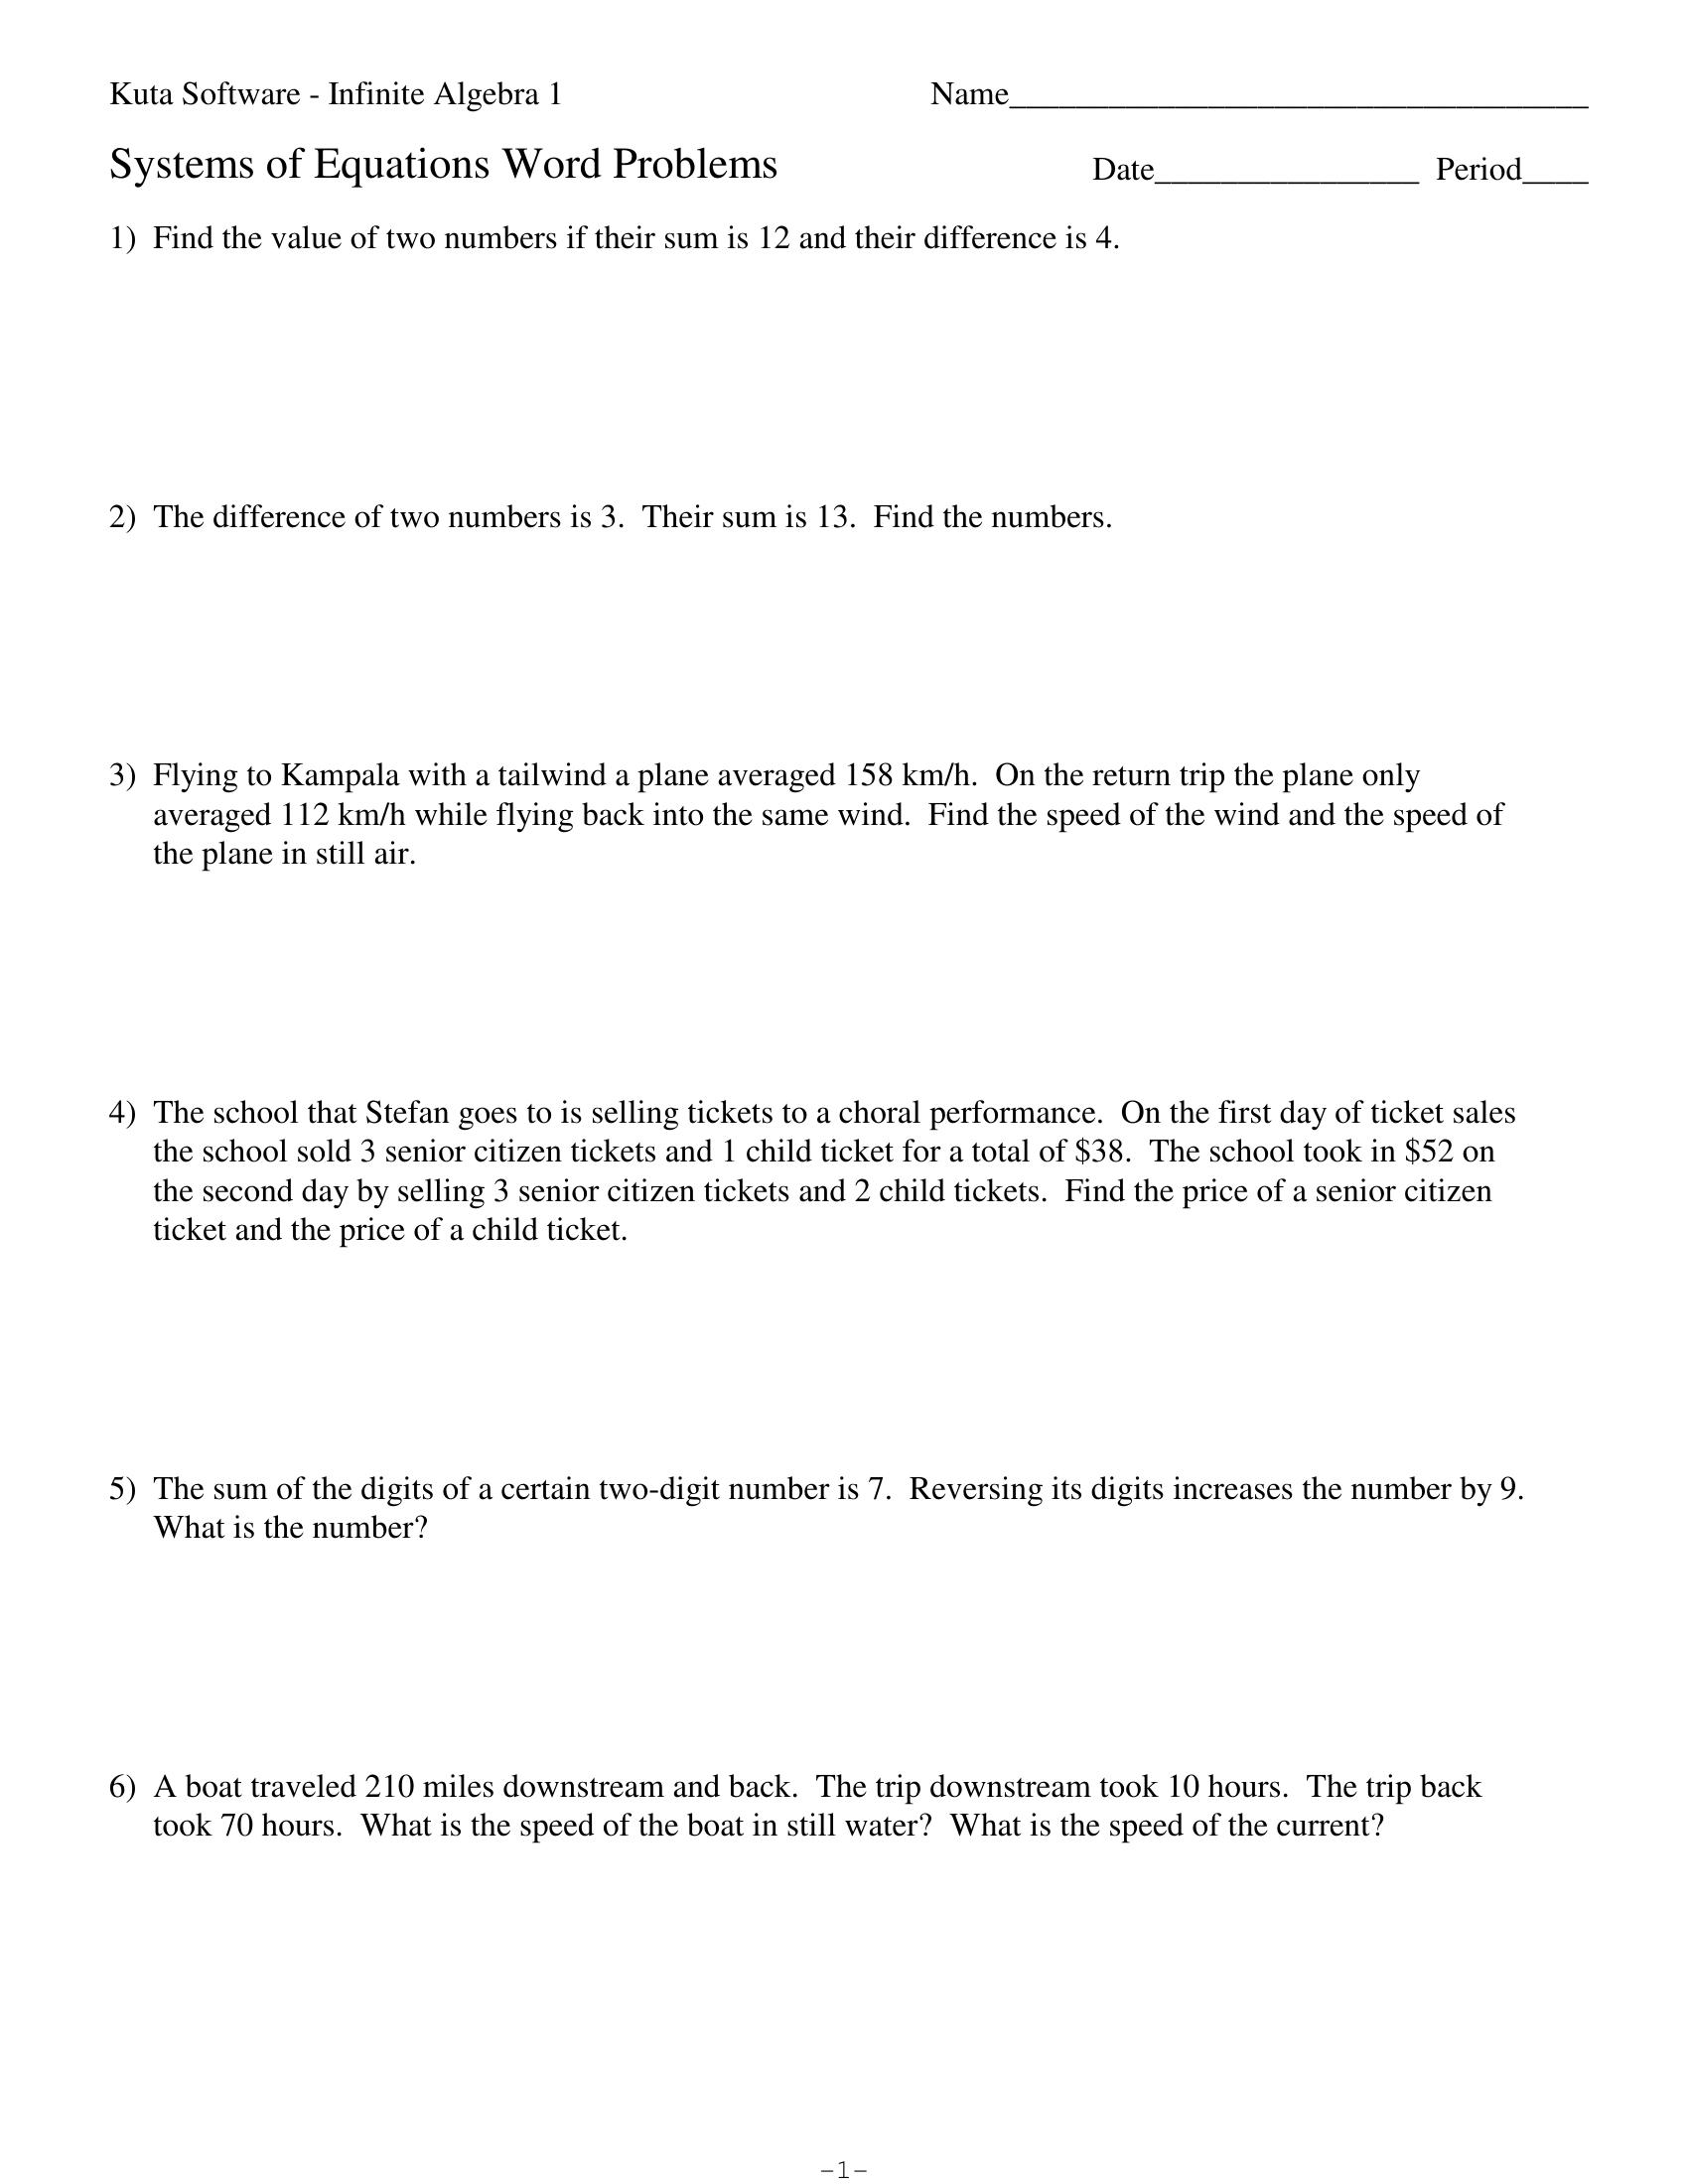 Kuta Software - Infinite Algebra 1
Name___________________________________
Systems of Equations Word Problems
Date________________ Period____
1) Find the value of two numbers if their sum is 12 and their difference is 4.
2) The difference of two numbers is 3. Their sum is 13. Find the numbers.
3) Flying to Kampala with a tailwind a plane averaged 158 km/h. On the return trip the plane only
averaged 112 km/h while flying back into the same wind. Find the speed of the wind and the speed of
the plane in still air.
4) The school that Stefan goes to is selling tickets to a choral performance. On the first day of ticket sales
the school sold 3 senior citizen tickets and 1 child ticket for a total of $38. The school took in $52 on
the second day by selling 3 senior citizen tickets and 2 child tickets. Find the price of a senior citizen
ticket and the price of a child ticket.
5) The sum of the digits of a certain two-digit number is 7. Reversing its digits increases the number by 9.
What is the number?
6) A boat traveled 210 miles downstream and back. The trip downstream took 10 hours. The trip back
took 70 hours. What is the speed of the boat in still water? What is the speed of the current?
-1-